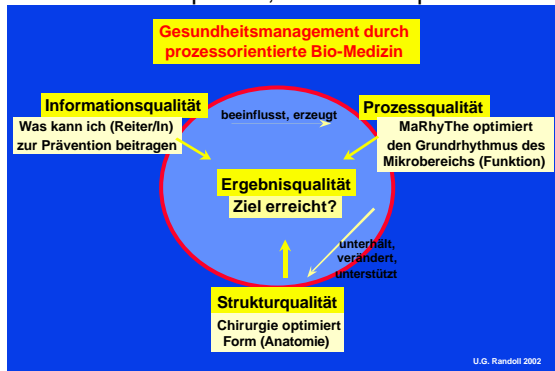 Gesundheitsmanagement durch
prozessorientierte Bio-Medizin
Informationsqualität
Was kann ich (Reiter/In)
zur Prävention beitragen
beeinflusst, erzeugt
Prozessqualität
MaRhyThe optimiert
den Grundrhythmus des
Mikrobereichs (Funktion)
Ergebnisqualität
Ziel erreicht?
unterhält,
verändert,
unterstützt
Strukturqualität
Chirurgie optimiert
Form (Anatomie)
U.G. Randoll 2002